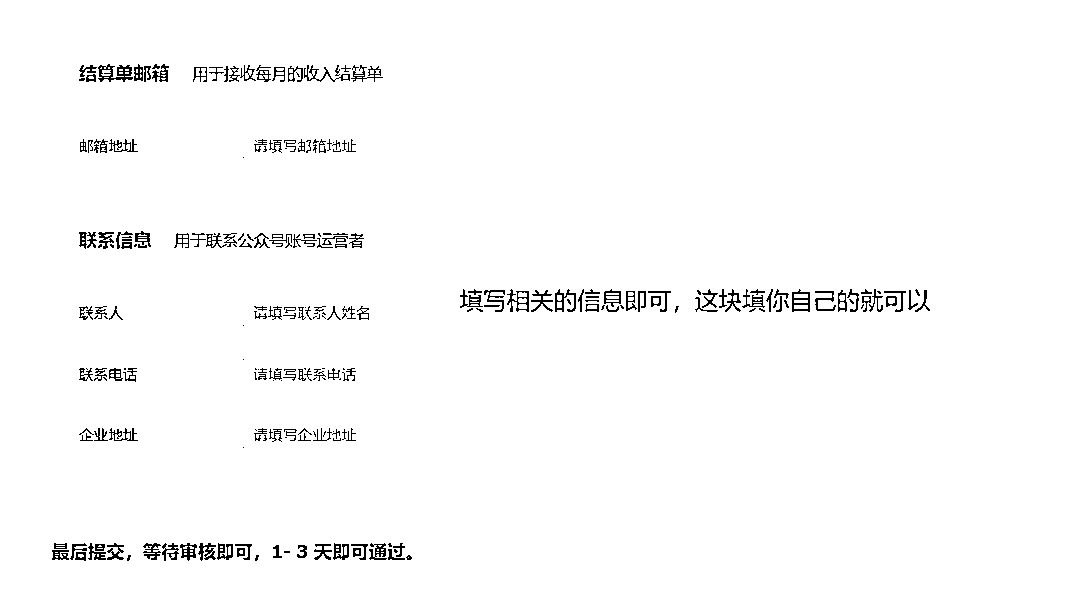 结算单邮箱 用于接收每月的收入结算单
邮箱地址 请填写邮箱地址
联系信息 用于联系公众号账号运营者
联系人 请填写联系人姓名
填写相关的信息即可，这块填你自己的就可以
联系电话 请填写联系电话
企业地址 请填写企业地址
最后提交，等待审核即可，1- 3 天即可通过。